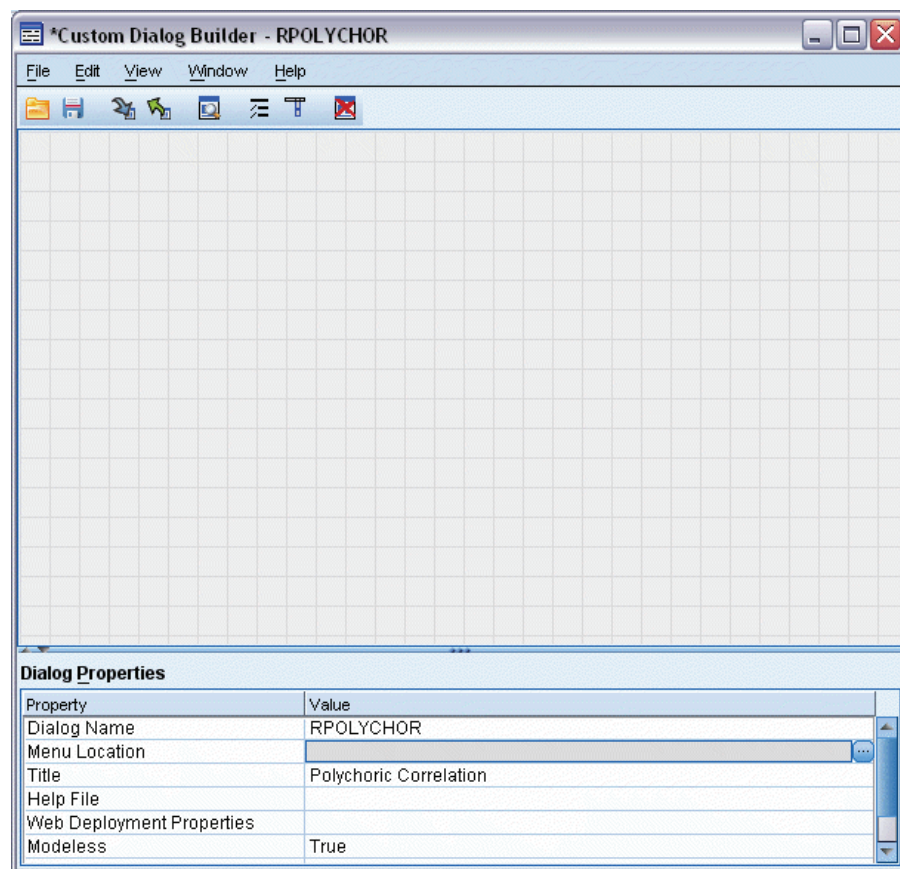 *Custom Dialog Builder - RPOLYCHOR
File Edit View Window Help
Dialog Properties
Property Value
Dialog Name RPOLYCHOR
Menu Location ...
Title Polychoric Correlation
Help File
Web Deployment Properties
Modeless True